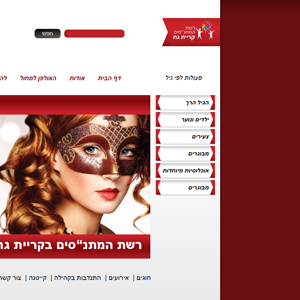 רשת
המתנ"סים
קריית גת
חפש
דף הבית
אודות
האולפן למחול
פעולות לפי גיל
הגיל הרך
ילדים ונוער
צעירים
מבוגרים
אוכלוסיות מיוחדות
מבוגרים
רשת המתנ"סים בקריית גת
חוגים | אירועים | התנדבות בקהילה | קייטנה | צור קשר